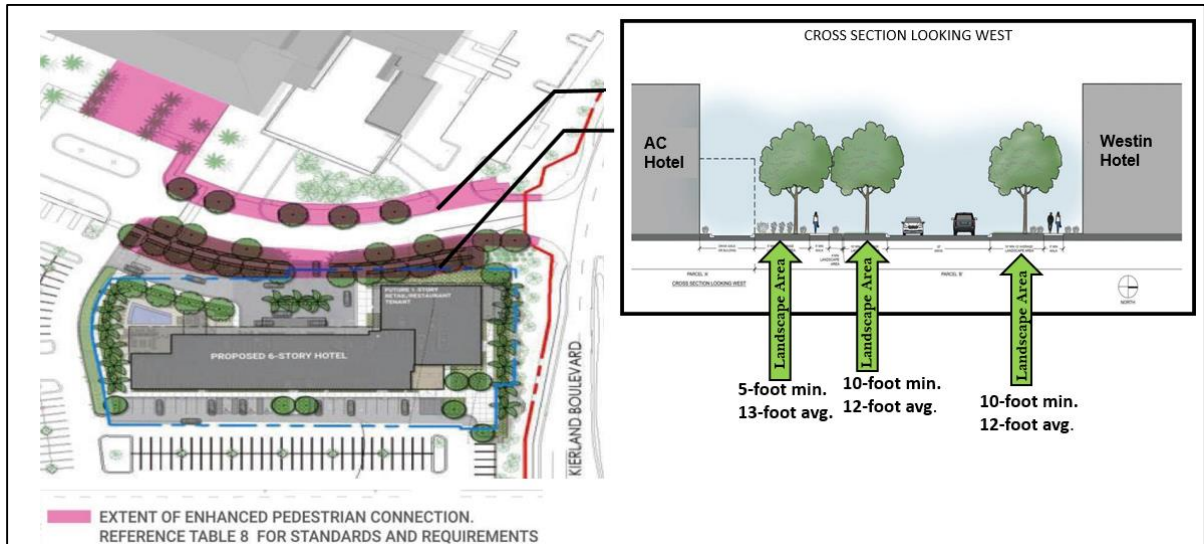 CROSS SECTION LOOKING WEST
AC
Hotel
Westin
Hotel
PARCEL 'A'
PARCEL 'B'
CROSS SECTION LOOKING WEST
NORTH
Landscape Area
Landscape Area
Landscape Area
5-foot min.
13-foot avg.
10-foot min.
12-foot avg.
10-foot min.
12-foot avg.
FUTURE 1-STORY
RETAIL/RESTAURANT
TENANT
PROPOSED 6-STORY HOTEL
KIERLAND BOULEVARD
EXTENT OF ENHANCED PEDESTRIAN CONNECTION.
REFERENCE TABLE 8 FOR STANDARDS AND REQUIREMENTS